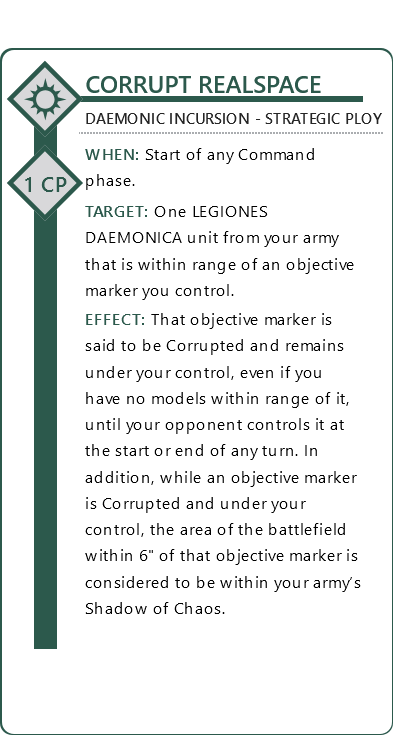 CORRUPT REALSPACE
DAEMONIC INCURSION - STRATEGIC PLOY
WHEN: Start of any Command
phase.
1 CP
TARGET: One LEGIONES
DAEMONICA unit from your army
that is within range of an objective
marker you control.
EFFECT: That objective marker is
said to be Corrupted and remains
under your control, even if you
have no models within range of it,
until your opponent controls it at
the start or end of any turn. In
addition, while an objective marker
is Corrupted and under your
control, the area of the battlefield
within 6" of that objective marker is
considered to be within your army's
Shadow of Chaos.